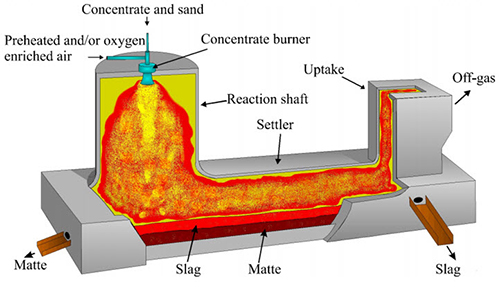 Concentrate and sand
Preheated and/or oxygen
enriched air
Concentrate burner
Uptake
Off-gas
Reaction shaft
Settler
Matte
Slag
Matte
Slag